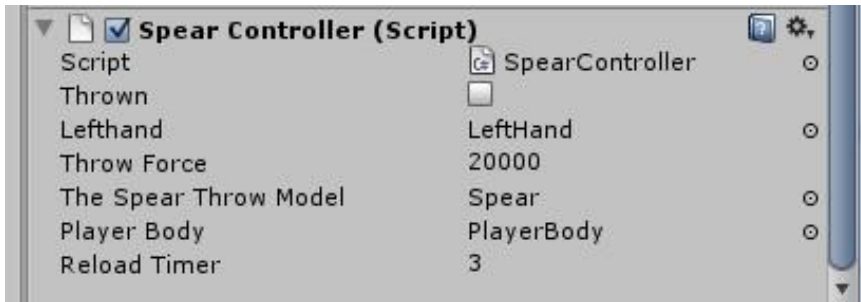 Spear Controller (Script)
Script C# SpearController
Thrown
Lefthand LeftHand
Throw Force 20000
The Spear Throw Model Spear
Player Body PlayerBody
Reload Timer 3